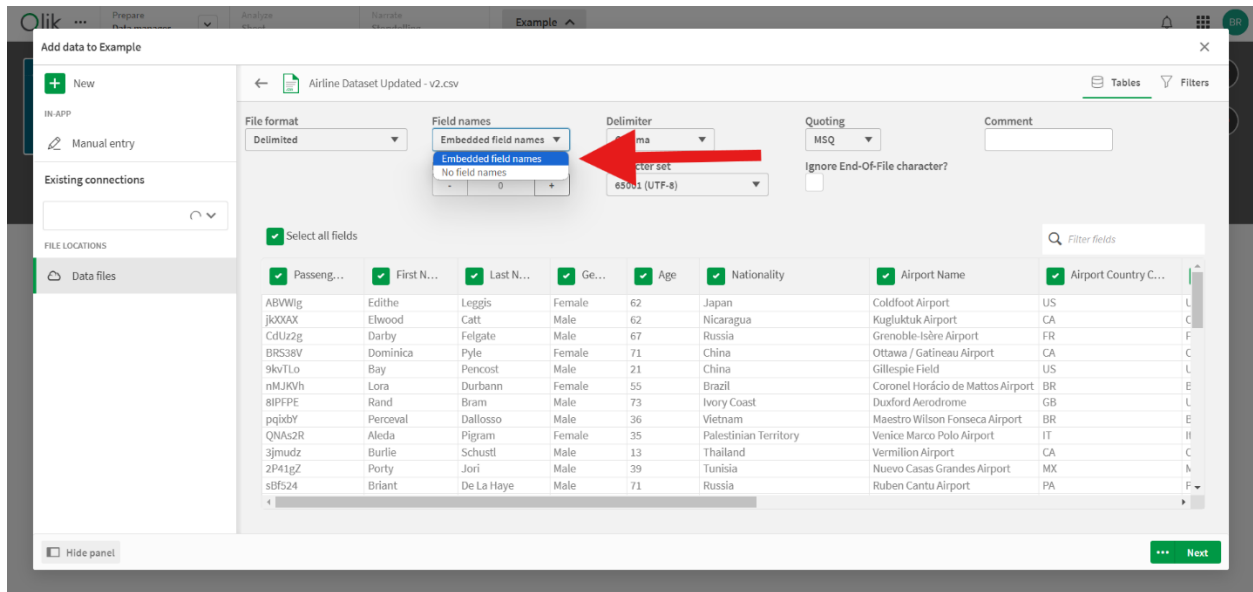 Qlik
Prepare
Data manager
Analyze
Sheet
Narrate
Storytelling
Example
BR
Add data to Example
New
IN-APP
Manual entry
Existing connections
FILE LOCATIONS
Data files
Hide panel
Airline Dataset Updated - v2.csv
Tables
Filters
File format
Field names
Delimiter
Quoting
Comment
Delimited
Embedded field names
MSQ
Embedded field names
No field names
Ignore End-Of-File character?
- 0 +
65001 (UTF-8)
Select all fields
Filter fields
Passeng... First N... Last N... Ge... Age Nationality Airport Name Airport Country C...
ABVWIg Edithe Leggis Female 62 Japan Coldfoot Airport US
jkXXAX Elwood Catt Male 62 Nicaragua Kugluktuk Airport CA
CdUz2g Darby Felgate Male 67 Russia Grenoble-Isère Airport FR
BRS38V Dominica Pyle Female 71 China Ottawa / Gatineau Airport CA
9kvTLo Bay Pencost Male 21 China Gillespie Field US
nMJKVh Lora Durbann Female 55 Brazil Coronel Horácio de Mattos Airport BR
8IPFPE Rand Bram Male 73 Ivory Coast Duxford Aerodrome GB
pqixbY Perceval Dallosso Male 36 Vietnam Maestro Wilson Fonseca Airport BR
QNAs2R Aleda Pigram Female 35 Palestinian Territory Venice Marco Polo Airport IT
3jmudz Burlie Schustl Male 13 Thailand Vermilion Airport CA
2P41gZ Porty Jori Male 39 Tunisia Nuevo Casas Grandes Airport MX
sBf524 Briant De La Haye Male 71 Russia Ruben Cantu Airport PA
Next